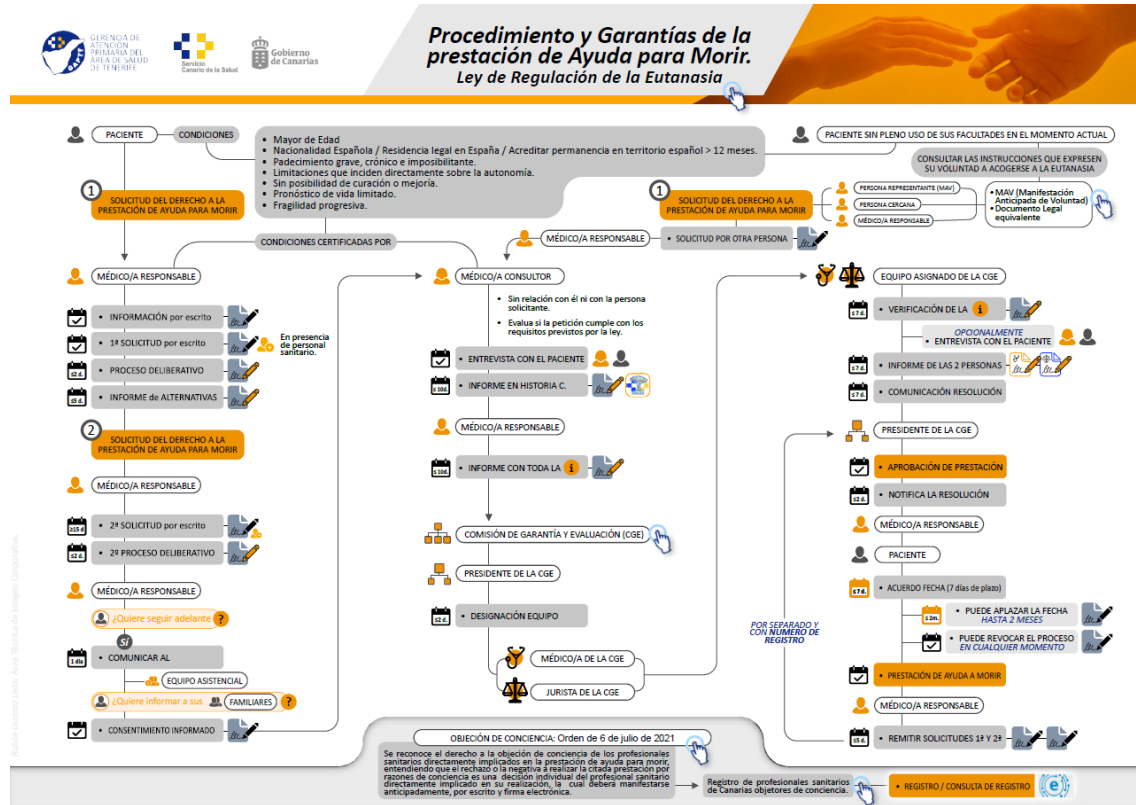 GERENCIA DE
ATENCIÓN
PRIMARIA DEL
ÁREA DE SALUD
DE TENERIFE
Servicio
Canario de la Salud
Gobierno
de Canarias
Procedimiento y Garantías de la
prestación de Ayuda para Morir.
Ley de Regulación de la Eutanasia
PACIENTE
CONDICIONES
• Mayor de Edad
• Nacionalidad Española / Residencia legal en España / Acreditar permanencia en territorio español > 12 meses.
• Padecimiento grave, crónico e imposibilitante.
• Limitaciones que inciden directamente sobre la autonomía.
• Sin posibilidad de curación o mejoría.
• Pronóstico de vida limitado.
• Fragilidad progresiva.
PACIENTE SIN PLENO USO DE SUS FACULTADES EN EL MOMENTO ACTUAL
CONSULTAR LAS INSTRUCCIONES QUE EXPRESEN
SU VOLUNTAD A ACOGERSE A LA EUTANASIA
1
SOLICITUD DEL DERECHO A LA
PRESTACIÓN DE AYUDA PARA MORIR
1
SOLICITUD DEL DERECHO A LA
PRESTACIÓN DE AYUDA PARA MORIR
PERSONA REPRESENTANTE (MAV)
PERSONA CERCANA
MÉDICO/A RESPONSABLE
• MAV (Manifestación
Anticipada de Voluntad)
• Documento Legal
equivalente
CONDICIONES CERTIFICADAS POR
MÉDICO/A RESPONSABLE
• SOLICITUD POR OTRA PERSONA
MÉDICO/A RESPONSABLE
• INFORMACIÓN por escrito
• 1ª SOLICITUD por escrito
En presencia
de personal
sanitario.
≤2 d.
• PROCESO DELIBERATIVO
≤5 d.
• INFORME de ALTERNATIVAS
2
SOLICITUD DEL DERECHO A LA
PRESTACIÓN DE AYUDA PARA MORIR
MÉDICO/A RESPONSABLE
≥15 d.
• 2ª SOLICITUD por escrito
≤2 d.
• 2º PROCESO DELIBERATIVO
MÉDICO/A RESPONSABLE
¿Quiere seguir adelante ?
Sí
1 día
• COMUNICAR AL
EQUIPO ASISTENCIAL
¿Quiere informar a sus FAMILIARES ?
• CONSENTIMIENTO INFORMADO
MÉDICO/A CONSULTOR
• Sin relación con él ni con la persona
solicitante.
• Evalua si la petición cumple con los
requisitos previstos por la ley.
• ENTREVISTA CON EL PACIENTE
≤ 10d.
• INFORME EN HISTORIA C.
MÉDICO/A RESPONSABLE
≤ 10d.
• INFORME CON TODA LA i
COMISIÓN DE GARANTÍA Y EVALUACIÓN (CGE)
PRESIDENTE DE LA CGE
≤2 d.
• DESIGNACIÓN EQUIPO
MÉDICO/A DE LA CGE
JURISTA DE LA CGE
EQUIPO ASIGNADO DE LA CGE
≤ 7 d.
• VERIFICACIÓN DE LA i
OPCIONALMENTE
• ENTREVISTA CON EL PACIENTE
≤ 7 d.
• INFORME DE LAS 2 PERSONAS
≤ 7 d.
• COMUNICACIÓN RESOLUCIÓN
PRESIDENTE DE LA CGE
• APROBACIÓN DE PRESTACIÓN
≤2 d.
• NOTIFICA LA RESOLUCIÓN
MÉDICO/A RESPONSABLE
PACIENTE
≤7 d.
• ACUERDO FECHA (7 días de plazo)
≤ 2m.
• PUEDE APLAZAR LA FECHA
HASTA 2 MESES
• PUEDE REVOCAR EL PROCESO
EN CUALQUIER MOMENTO
POR SEPARADO Y
CON NÚMERO DE
REGISTRO
• PRESTACIÓN DE AYUDA A MORIR
MÉDICO/A RESPONSABLE
≤5 d.
• REMITIR SOLICITUDES 1ª Y 2ª
OBJECIÓN DE CONCIENCIA: Orden de 6 de julio de 2021
Se reconoce el derecho a la objeción de conciencia de los profesionales
sanitarios directamente implicados en la prestación de ayuda para morir,
entendiendo que el rechazo o la negativa a realizar la citada prestación por
razones de conciencia es una decisión individual del profesional sanitario
directamente implicado en su realización, la cual deberá manifestarse
anticipadamente, por escrito y firma electrónica.
Registro de profesionales sanitarios
de Canarias objetores de conciencia.
• REGISTRO / CONSULTA DE REGISTRO
e